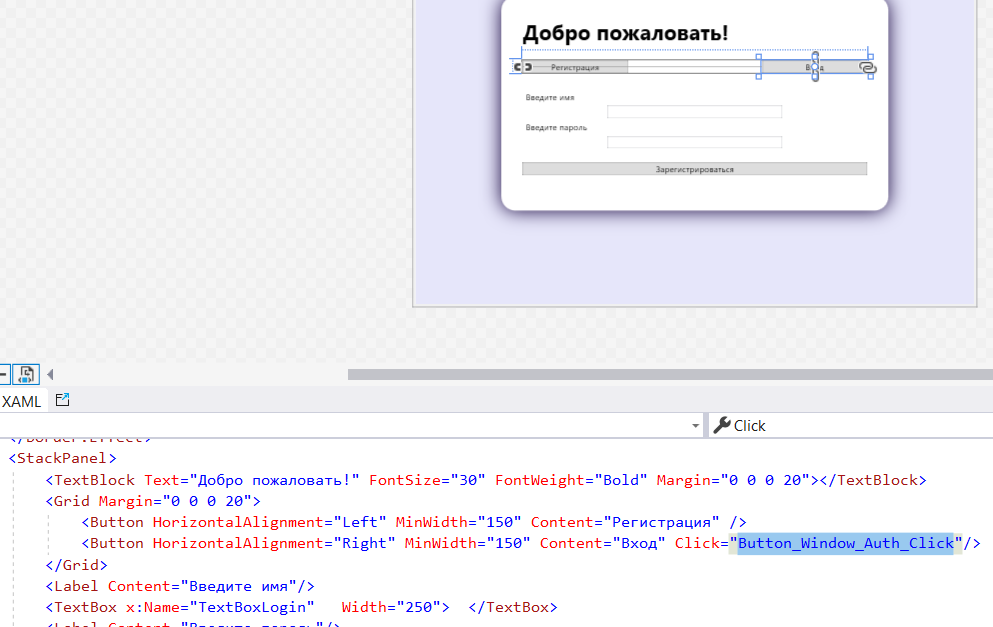 Добро пожаловать!
Регистрация
Введите имя
Введите пароль
Зарегистрироваться
XAML
Click
</Border.Effect>
<StackPanel>
<TextBlock Text="Добро пожаловать!" FontSize="30" FontWeight="Bold" Margin="0 0 0 20"></TextBlock>
<Grid Margin="0 0 0 20">
<Button HorizontalAlignment="Left" MinWidth="150" Content="Регистрация" />
<Button HorizontalAlignment="Right" MinWidth="150" Content="Вход" Click="Button_Window_Auth_Click"/>
</Grid>
<Label Content="Введите имя"/>
<TextBox x:Name="TextBoxLogin"   Width="250">  </TextBox>
<Label Content="Введите пароль"/>